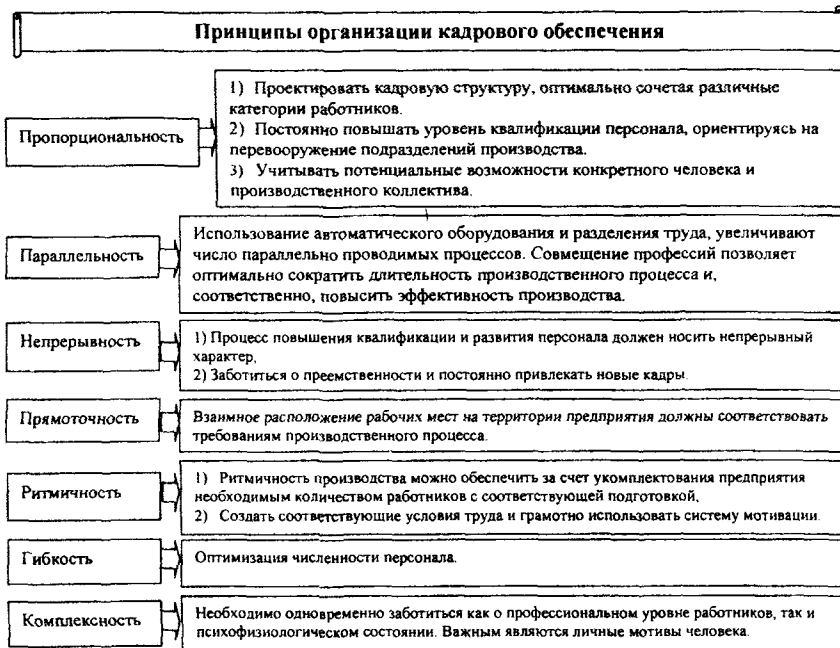 Принципы организации кадрового обеспечения
Пропорциональность
1) Проектировать кадровую структуру, оптимально сочетая различные
категории работников.
2) Постоянно повышать уровень квалификации персонала, ориентируясь на
перевооружение подразделений производства.
3) Учитывать потенциальные возможности конкретного человека и
производственного коллектива.
Параллельность
Использование автоматического оборудования и разделения труда, увеличивают
число параллельно проводимых процессов. Совмещение профессий позволяет
оптимально сократить длительность производственного процесса и,
соответственно, повысить эффективность производства.
Непрерывность
1) Процесс повышения квалификации и развития персонала должен носить непрерывный
характер,
2) Заботиться о преемственности и постоянно привлекать новые кадры.
Прямоточность
Взаимное расположение рабочих мест на территории предприятия должны соответствовать
требованиям производственного процесса.
Ритмичность
1) Ритмичность производства можно обеспечить за счет укомплектования предприятия
необходимым количеством работников с соответствующей подготовкой,
2) Создать соответствующие условия труда и грамотно использовать систему мотивации.
Гибкость
Оптимизация численности персонала.
Комплексность
Необходимо одновременно заботиться как о профессиональном уровне работников, так и
психофизиологическом состоянии. Важным являются личные мотивы человека.